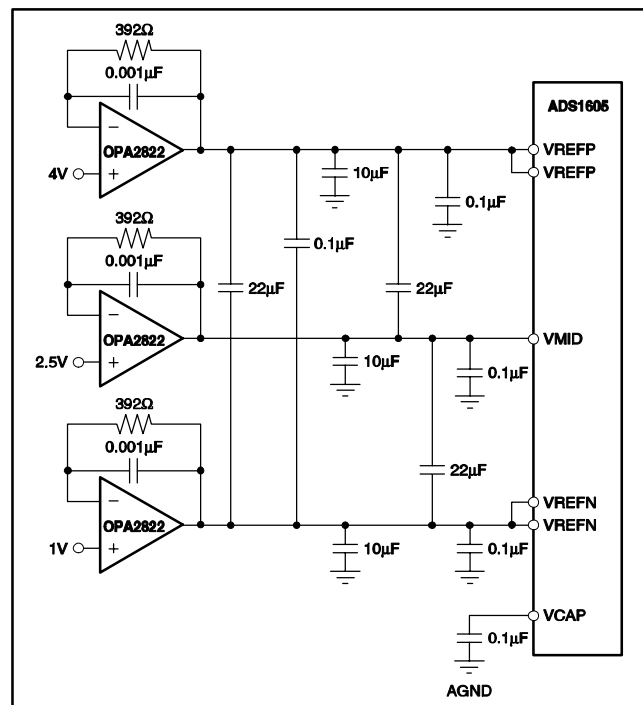 392Ω
0.001µF
OPA2822
4V
ADS1605
VREFP
VREFP
10µF
0.1µF
392Ω
0.001µF
0.1µF
22µF
22µF
OPA2822
2.5V
VMID
10µF
0.1µF
392Ω
0.001µF
22µF
OPA2822
VREFN
VREFN
1V
10µF
0.1µF
VCAP
0.1µF
AGND